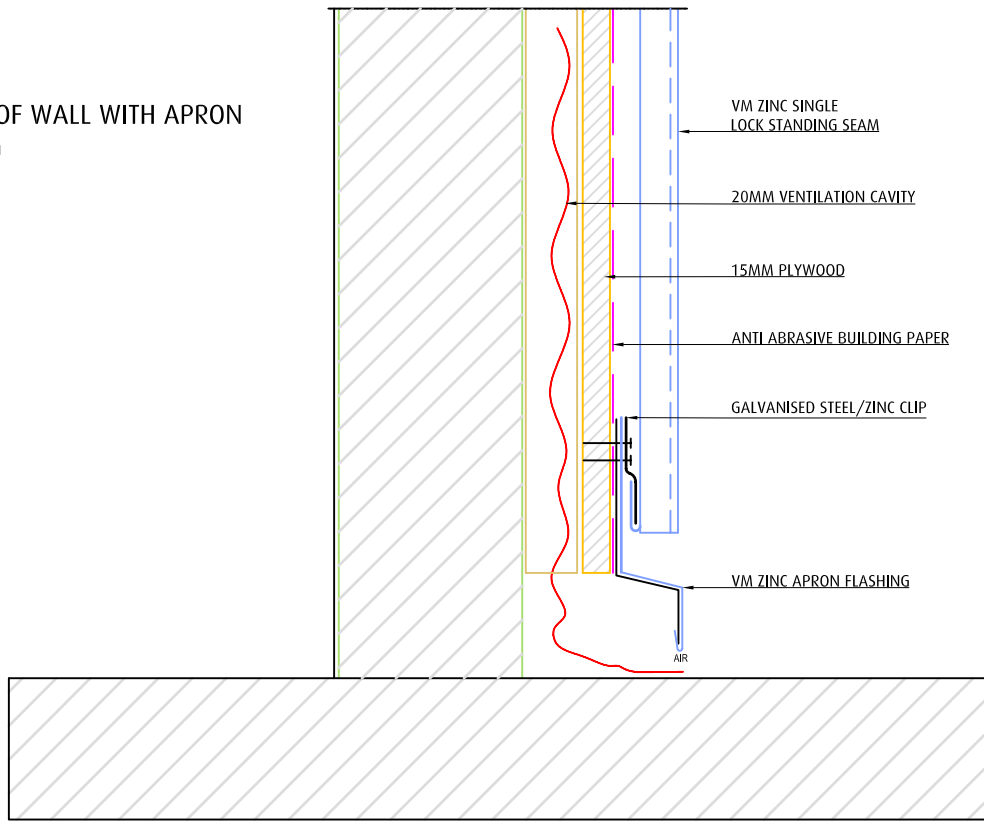 OF WALL WITH APRON
VM ZINC SINGLE
LOCK STANDING SEAM
20MM VENTILATION CAVITY
15MM PLYWOOD
ANTI ABRASIVE BUILDING PAPER
GALVANISED STEEL/ZINC CLIP
VM ZINC APRON FLASHING
AIR